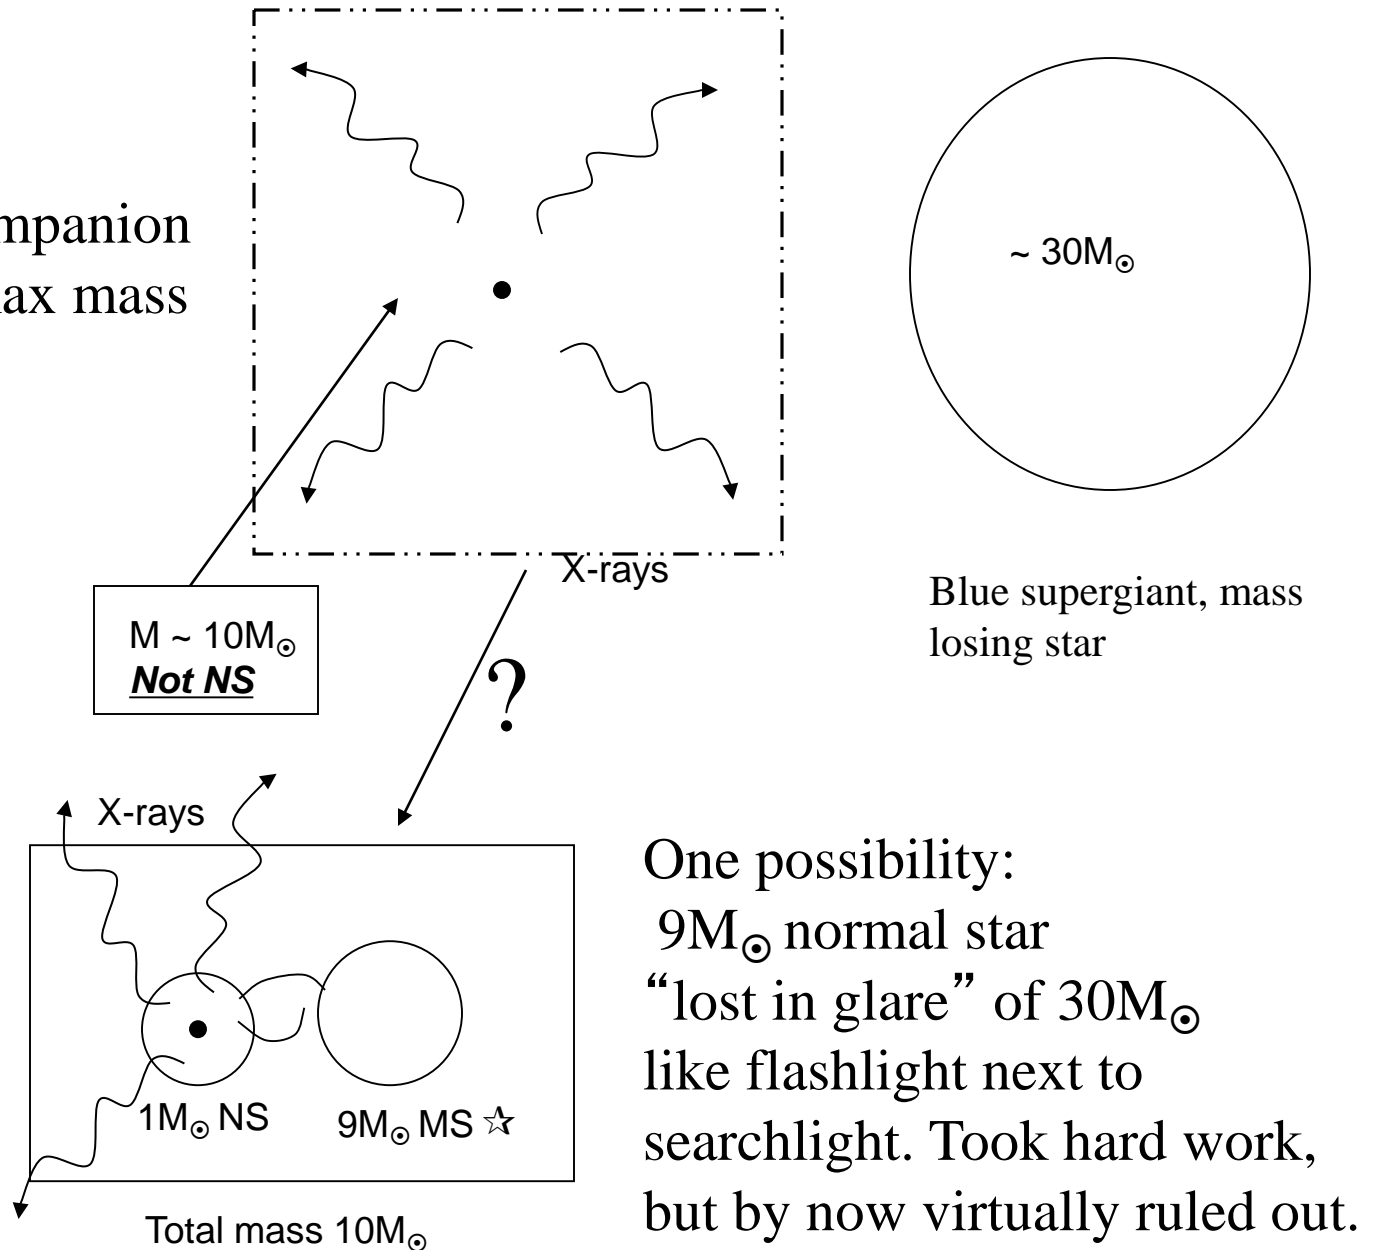 mpanion
ax mass
~ 30M☉
X-rays
Blue supergiant, mass
losing star
M ~ 10M☉
Not NS
?
X-rays
1M☉ NS
9M☉ MS ☆
Total mass 10M☉
One possibility:
9M☉ normal star
“lost in glare” of 30M☉
like flashlight next to
searchlight. Took hard work,
but by now virtually ruled out.